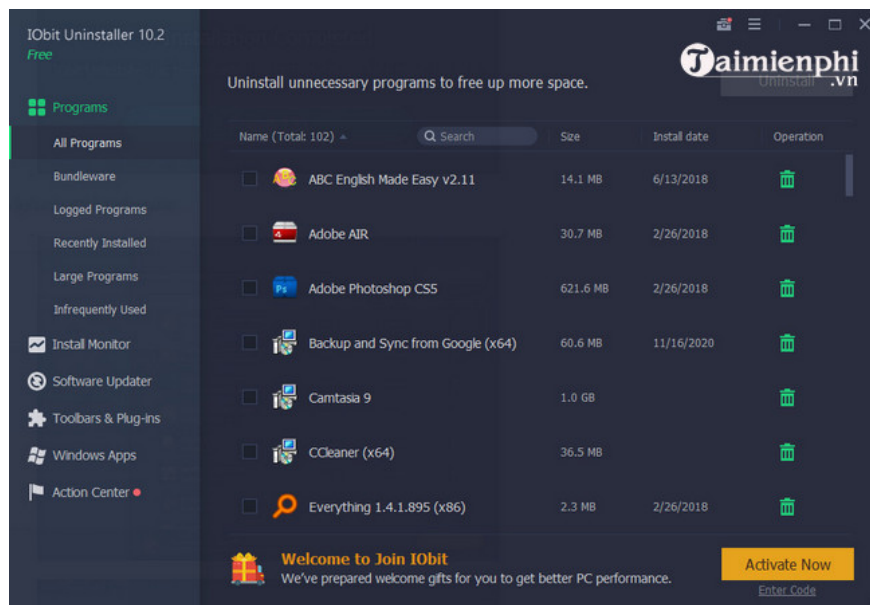 IObit Uninstaller 10.2
Free
Taimienphi
.vn
Uninstall unnecessary programs to free up more space.
Uninstall
Programs
All Programs
Bundleware
Logged Programs
Recently Installed
Large Programs
Infrequently Used
Install Monitor
Software Updater
Toolbars & Plug-ins
Windows Apps
Action Center
Name (Total: 102) Search Size Install date Operation
ABC English Made Easy v2.11 14.1 MB 6/13/2018
Adobe AIR 30.7 MB 2/26/2018
Ps Adobe Photoshop CS5 621.6 MB 2/26/2018
Backup and Sync from Google (x64) 60.6 MB 11/16/2020
Camtasia 9 1.0 GB
CCleaner (x64) 36.5 MB
Everything 1.4.1.895 (x86) 2.3 MB 2/26/2018
Welcome to Join IObit
We've prepared welcome gifts for you to get better PC performance.
Activate Now
Enter Code